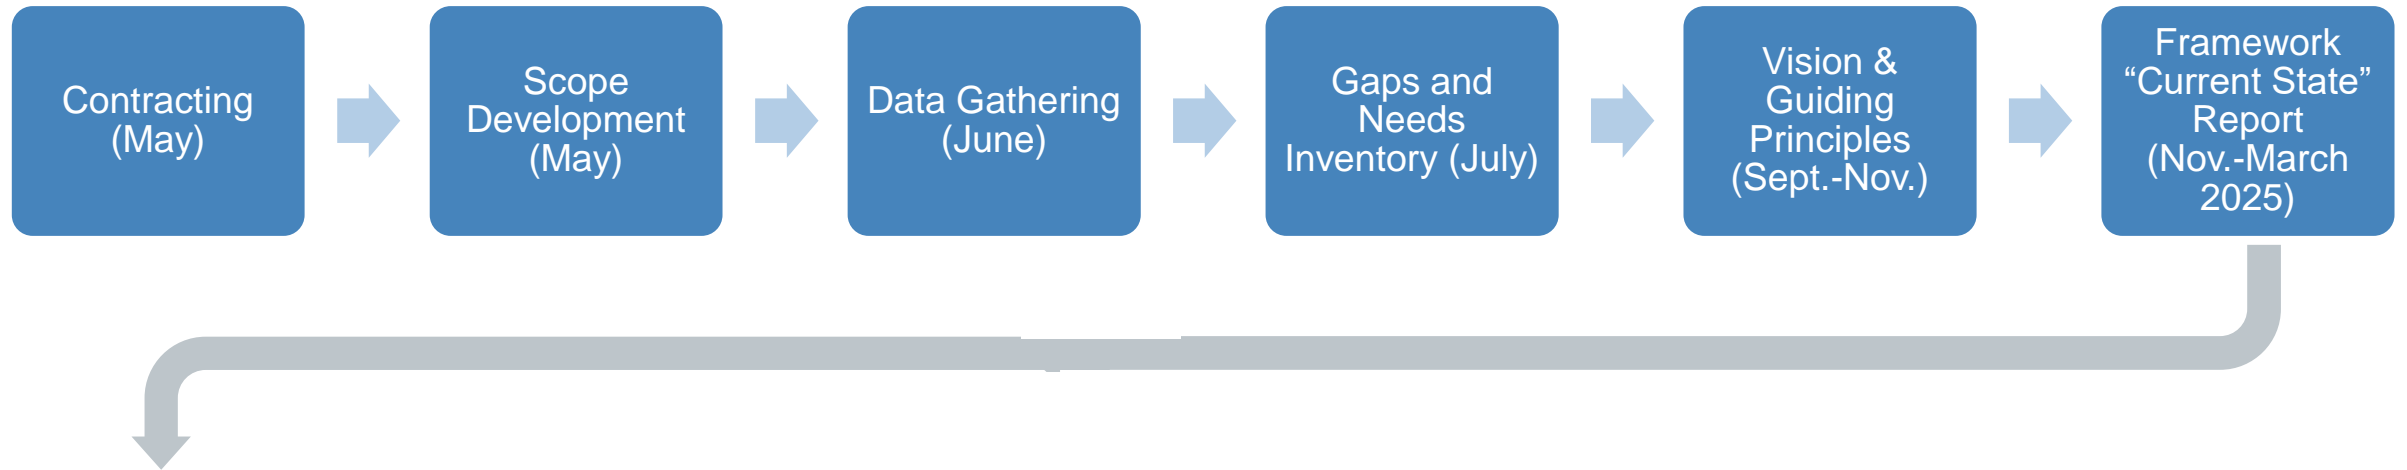 Contracting
(May)
Scope
Development
(May)
Data Gathering
(June)
Gaps and
Needs
Inventory (July)
Vision &
Guiding
Principles
(Sept.-Nov.)
Framework
“Current State”
Report
(Nov.-March
2025)